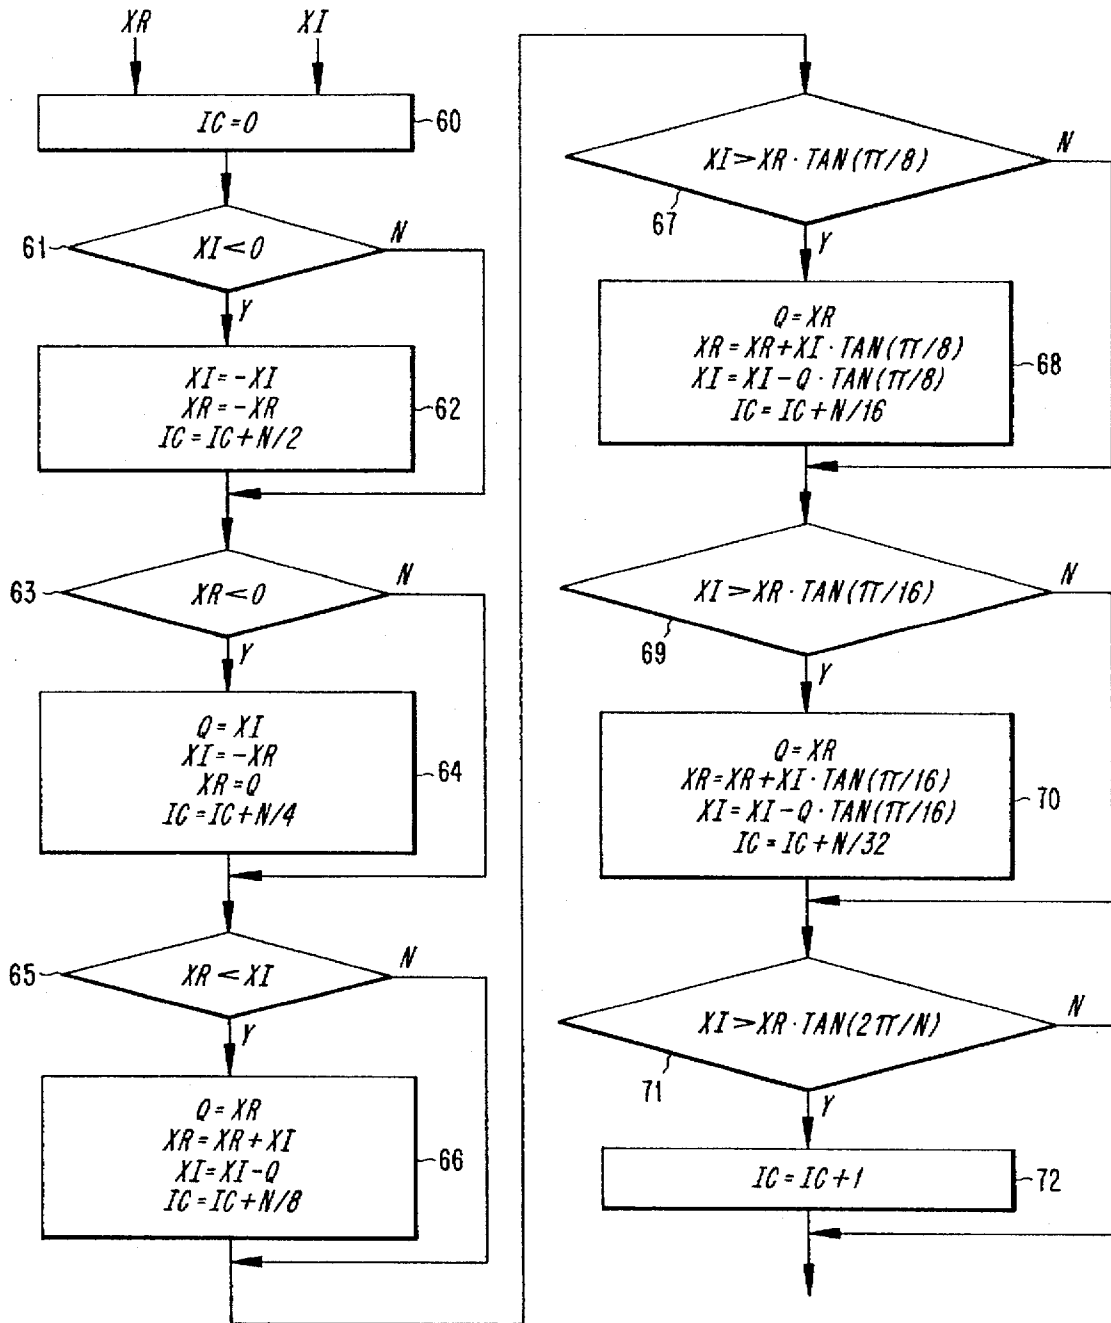 XR
XI
IC=0
60
61
XI<0
N
Y
XI=-XI
XR=-XR
IC=IC+N/2
62
63
XR<0
N
Y
Q=XI
XI=-XR
XR=Q
IC=IC+N/4
64
65
XR<XI
N
Y
Q=XR
XR=XR+XI
XI=XI-Q
IC=IC+N/8
66
XI>XR·TAN(π/8)
N
67
Y
Q=XR
XR=XR+XI·TAN(π/8)
XI=XI-Q·TAN(π/8)
IC=IC+N/16
68
XI>XR·TAN(π/16)
N
69
Y
Q=XR
XR=XR+XI·TAN(π/16)
XI=XI-Q·TAN(π/16)
IC=IC+N/32
70
XI>XR·TAN(2π/N)
N
71
Y
IC=IC+1
72